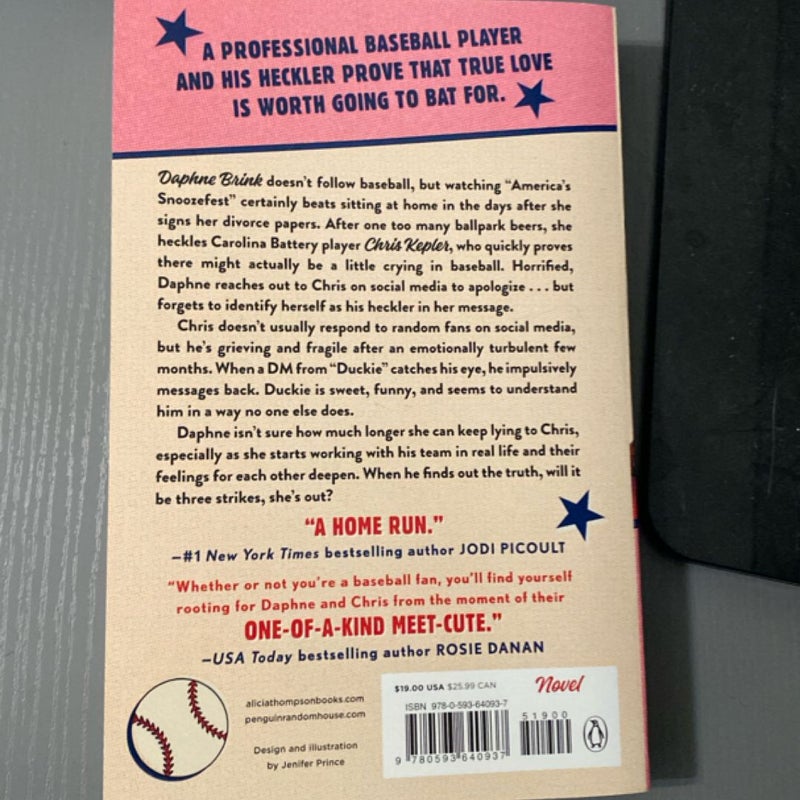 A PROFESSIONAL BASEBALL PLAYER
AND HIS HECKLER PROVE THAT TRUE LOVE
IS WORTH GOING TO BAT FOR.
Daphne Brink doesn't follow baseball, but watching "America's
Snoozefest" certainly beats sitting at home in the days after she
signs her divorce papers. After one too many ballpark beers, she
heckles Carolina Battery player Chris Kepler, who quickly proves
there might actually be a little crying in baseball. Horrified,
Daphne reaches out to Chris on social media to apologize . . . but
forgets to identify herself as his heckler in her message.
Chris doesn't usually respond to random fans on social media,
but he's grieving and fragile after an emotionally turbulent few
months. When a DM from "Duckie" catches his eye, he impulsively
messages back. Duckie is sweet, funny, and seems to understand
him in a way no one else does.
Daphne isn't sure how much longer she can keep lying to Chris,
especially as she starts working with his team in real life and their
feelings for each other deepen. When he finds out the truth, will it
be three strikes, she's out?
"A HOME RUN."
—#1 New York Times bestselling author JODI PICOULT
"Whether or not you're a baseball fan, you'll find yourself
rooting for Daphne and Chris from the moment of their
ONE-OF-A-KIND MEET-CUTE."
—USA Today bestselling author ROSIE DANAN
aliciathompsonbooks.com
penguinrandomhouse.com
Design and illustration
by Jenifer Prince
$19.00 USA $25.99 CAN
Novel
ISBN 978-0-593-64093-7
51900
9 780593 640937